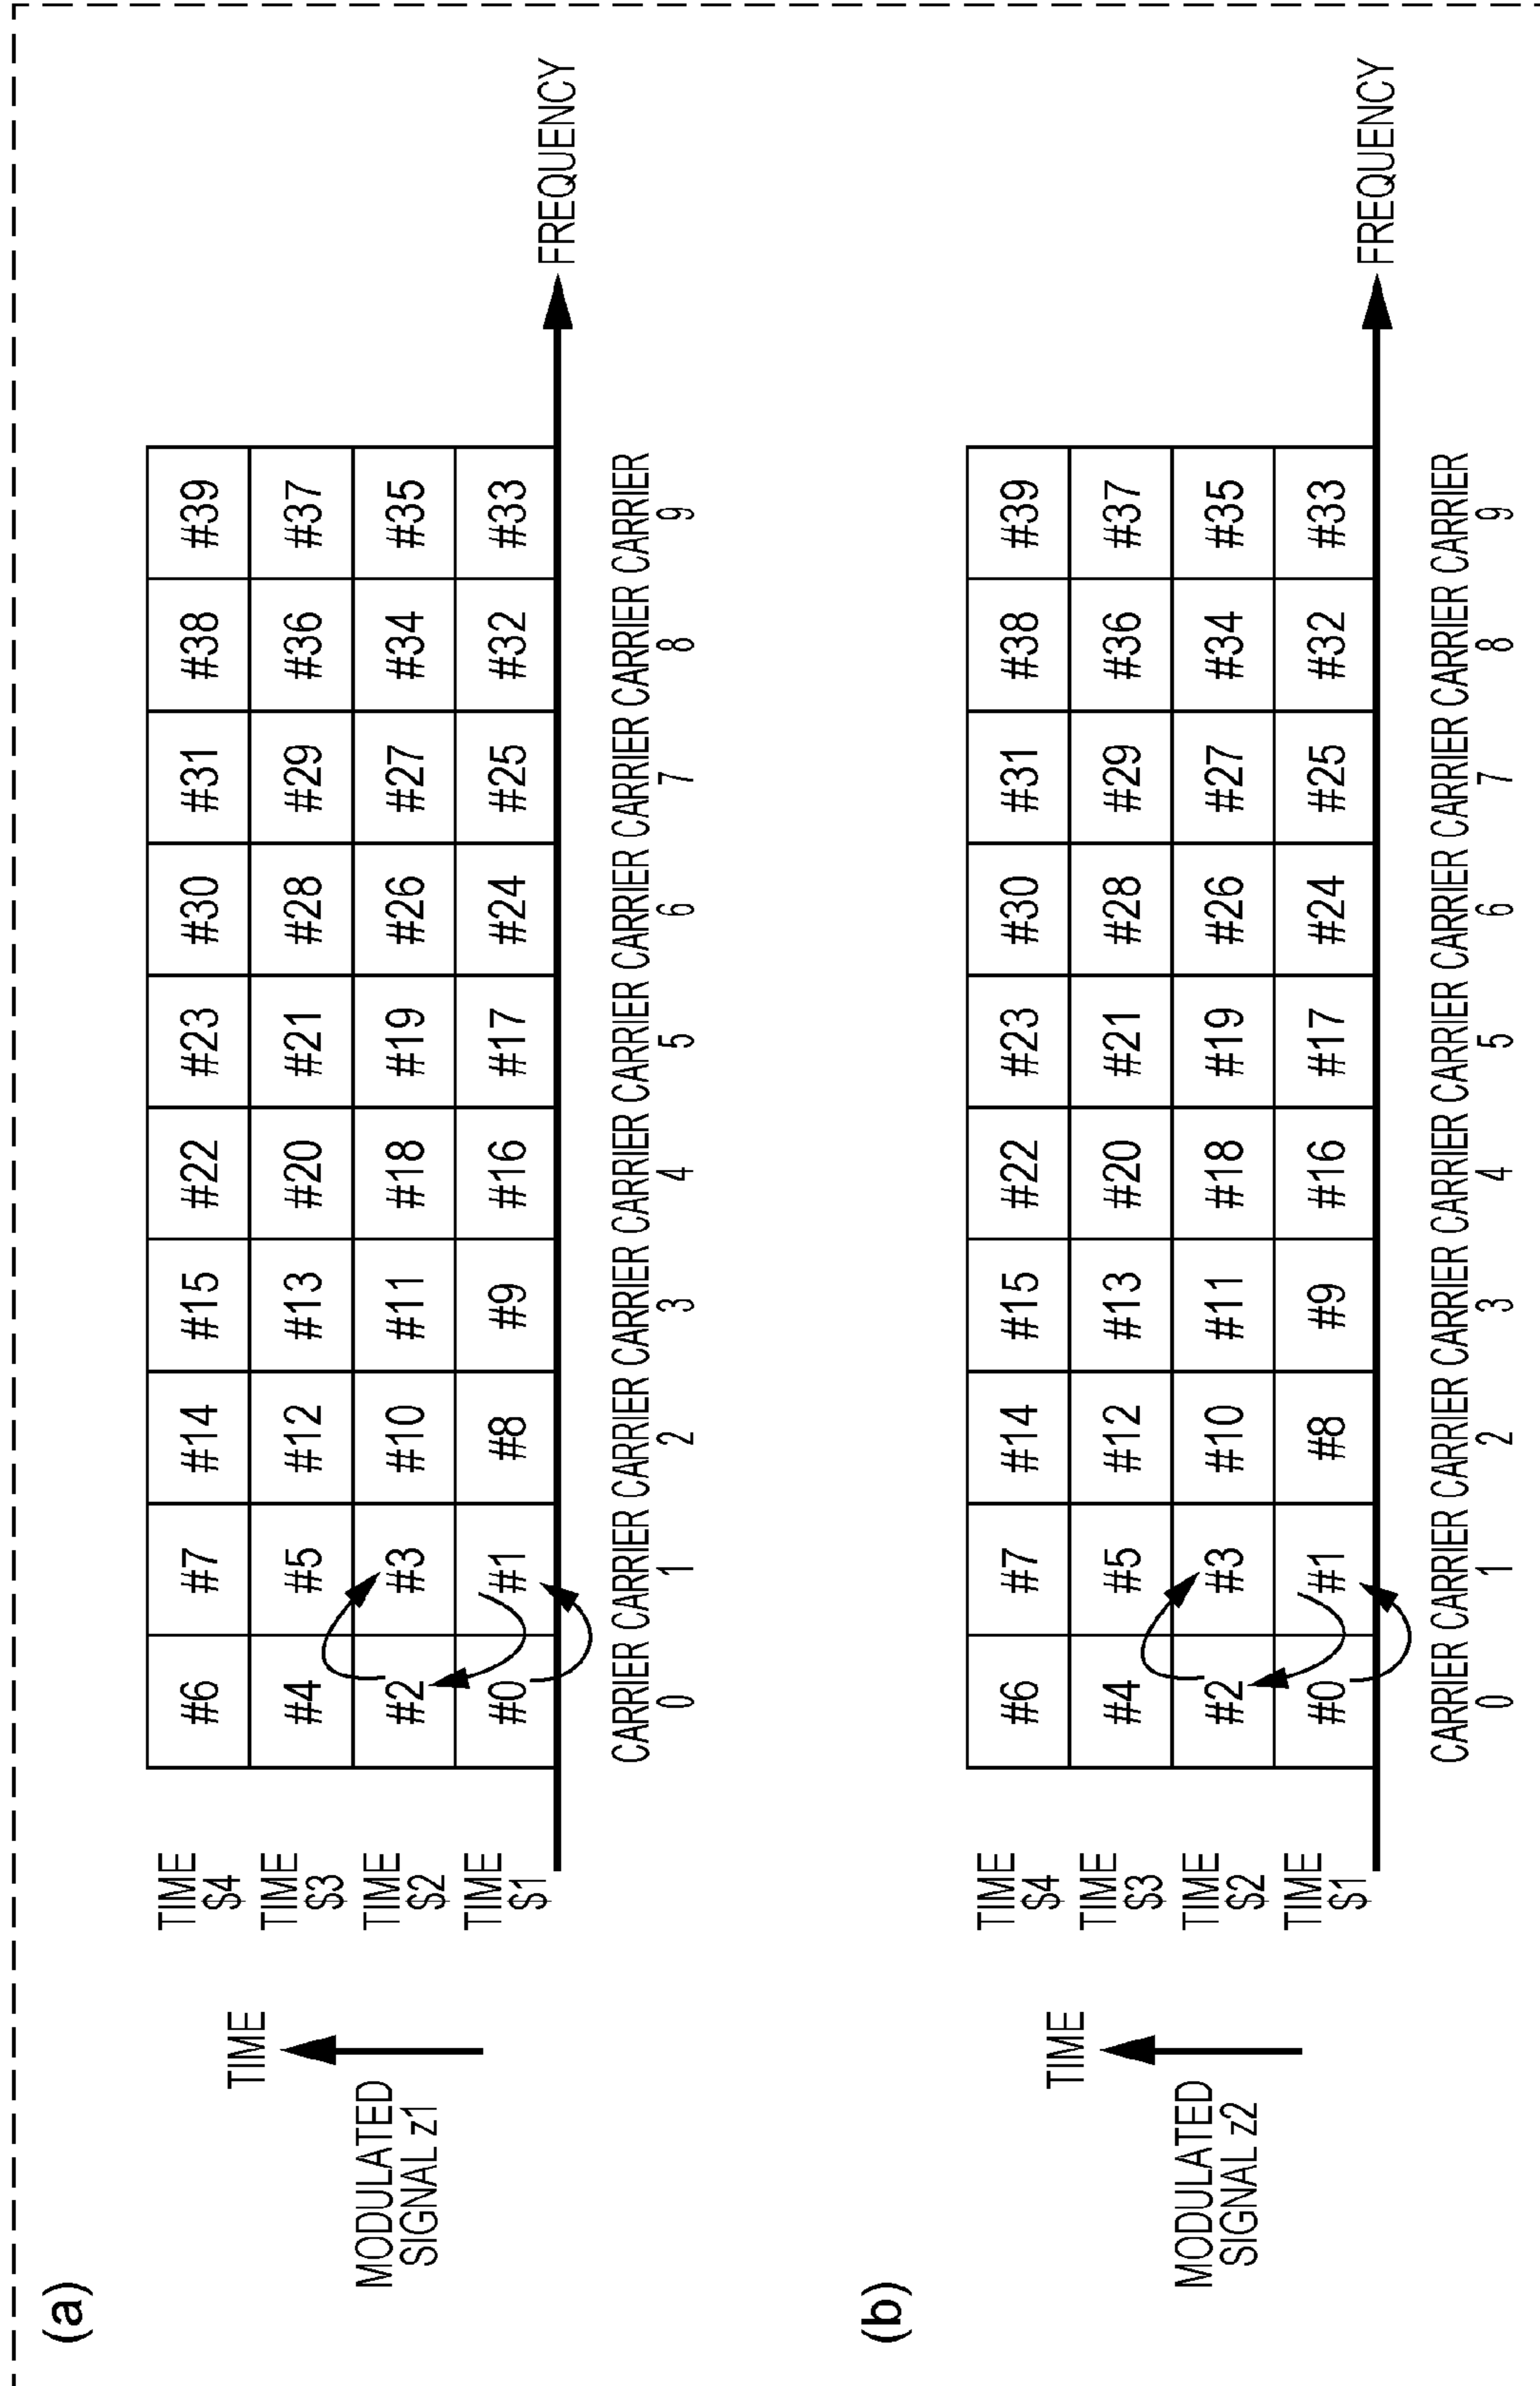 (a)
MODULATED
SIGNAL z1
TIME
TIME
$4
#6 #7 #14 #15 #22 #23 #30 #31 #38 #39
TIME
$3
#4 #5 #12 #13 #20 #21 #28 #29 #36 #37
TIME
$2
#2 #3 #10 #11 #18 #19 #26 #27 #34 #35
TIME
$1
#0 #1 #8 #9 #16 #17 #24 #25 #32 #33
FREQUENCY
CARRIER CARRIER CARRIER CARRIER CARRIER CARRIER CARRIER CARRIER CARRIER CARRIER
0 1 2 3 4 5 6 7 8 9
(b)
MODULATED
SIGNAL z2
TIME
TIME
$4
#6 #7 #14 #15 #22 #23 #30 #31 #38 #39
TIME
$3
#4 #5 #12 #13 #20 #21 #28 #29 #36 #37
TIME
$2
#2 #3 #10 #11 #18 #19 #26 #27 #34 #35
TIME
$1
#0 #1 #8 #9 #16 #17 #24 #25 #32 #33
FREQUENCY
CARRIER CARRIER CARRIER CARRIER CARRIER CARRIER CARRIER CARRIER CARRIER CARRIER
0 1 2 3 4 5 6 7 8 9